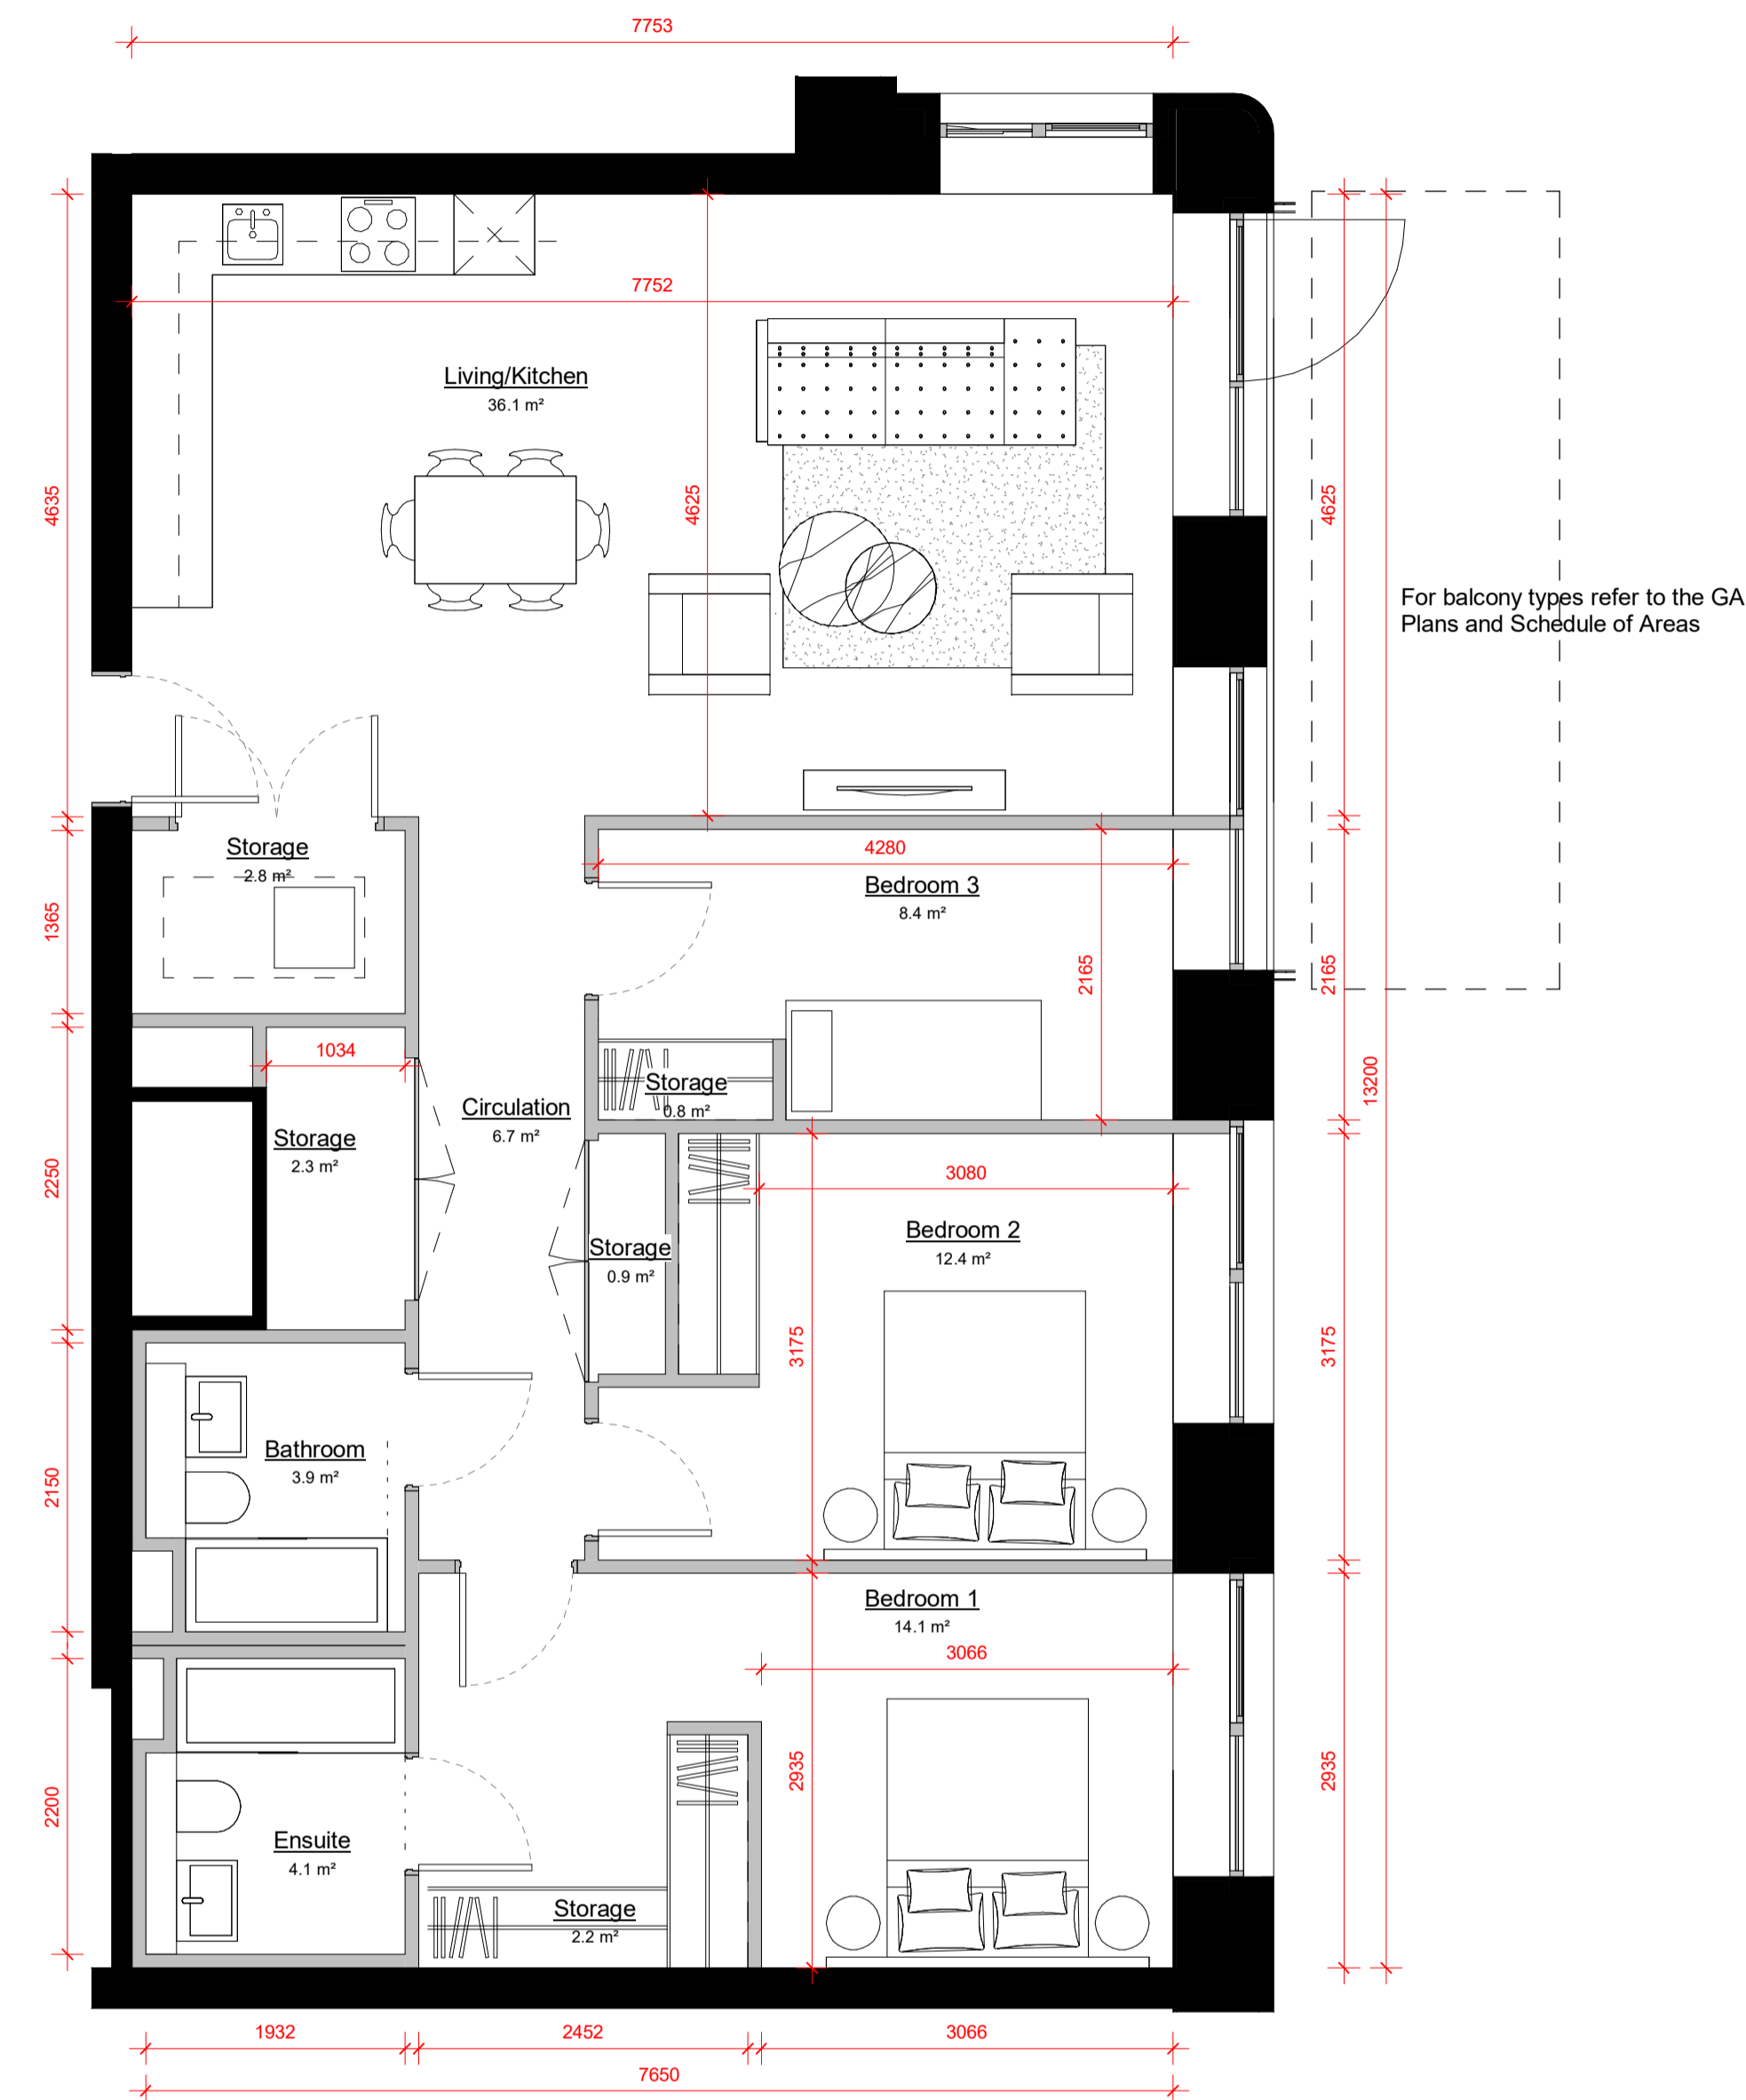 7753
7752
Living/Kitchen
36.1 m²
4635
4625
4625
For balcony types refer to the GA
Plans and Schedule of Areas
Storage
2.8 m²
4280
Bedroom 3
8.4 m²
1365
2165
2165
1034
13200
Storage
0.8 m²
Circulation
6.7 m²
Storage
2.3 m²
2250
3080
Bedroom 2
12.4 m²
Storage
0.9 m²
3175
3175
Bathroom
3.9 m²
2150
Bedroom 1
14.1 m²
3066
2935
2935
2200
Ensuite
4.1 m²
Storage
2.2 m²
1932
2452
3066
7650